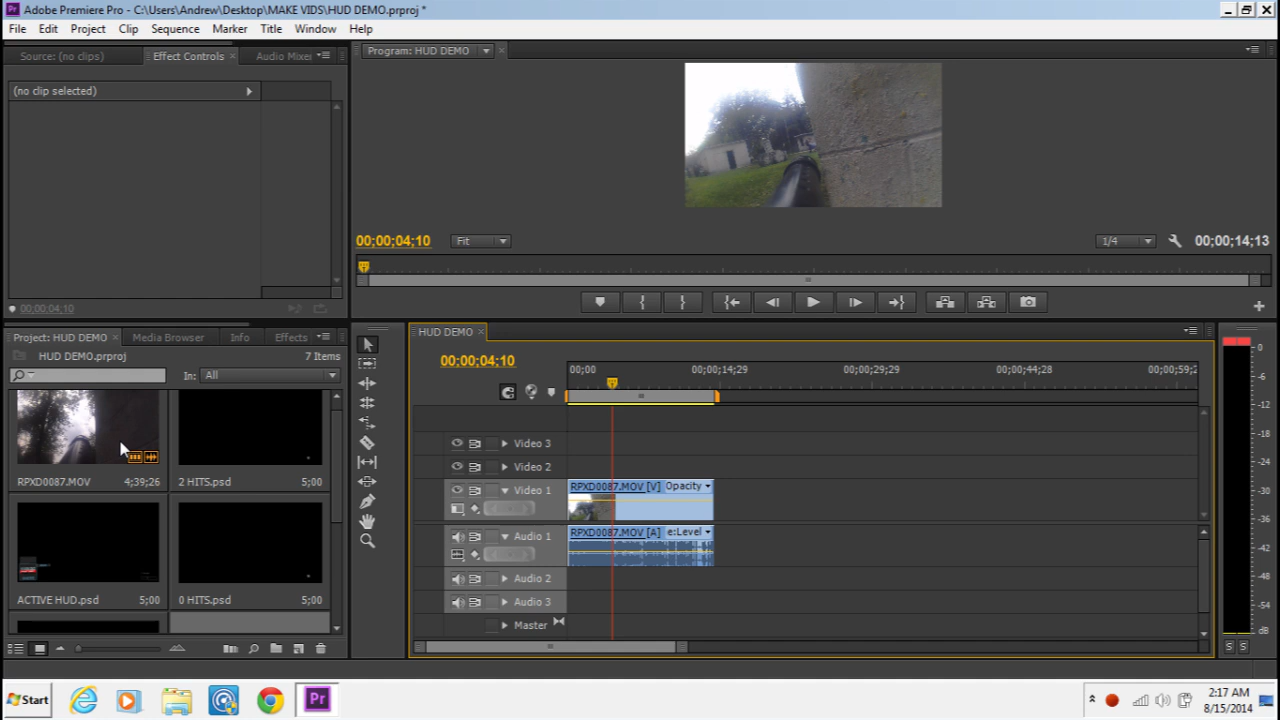 Adobe Premiere Pro - C:\Users\Andrew\Desktop\MAKE VIDS\HUD DEMO.prproj *
File Edit Project Clip Sequence Marker Title Window Help
Source: (no clips) Effect Controls Audio Mixer
Program: HUD DEMO
(no clip selected)
00;00;04;10 Fit 1/4 00;00;14;13
00;00;04;10
Project: HUD DEMO Media Browser Info Effects
HUD DEMO.prproj 7 Items
In: All
RPXD0087.MOV 4;39;26 2 HITS.psd 5;00
ACTIVE HUD.psd 5;00 0 HITS.psd 5;00
HUD DEMO
00;00;04;10
00;00 00;00;14;29 00;00;29;29 00;00;44;28 00;00;59;2
Video 3
Video 2
Video 1 RPXD0087.MOV [V] Opacity
Audio 1 RPXD0087.MOV [A] e:Level
Audio 2
Audio 3
Master
0
-6
-12
-18
-24
-30
-36
-42
-48
-54
dB
S S
Start Pr
2:17 AM
8/15/2014